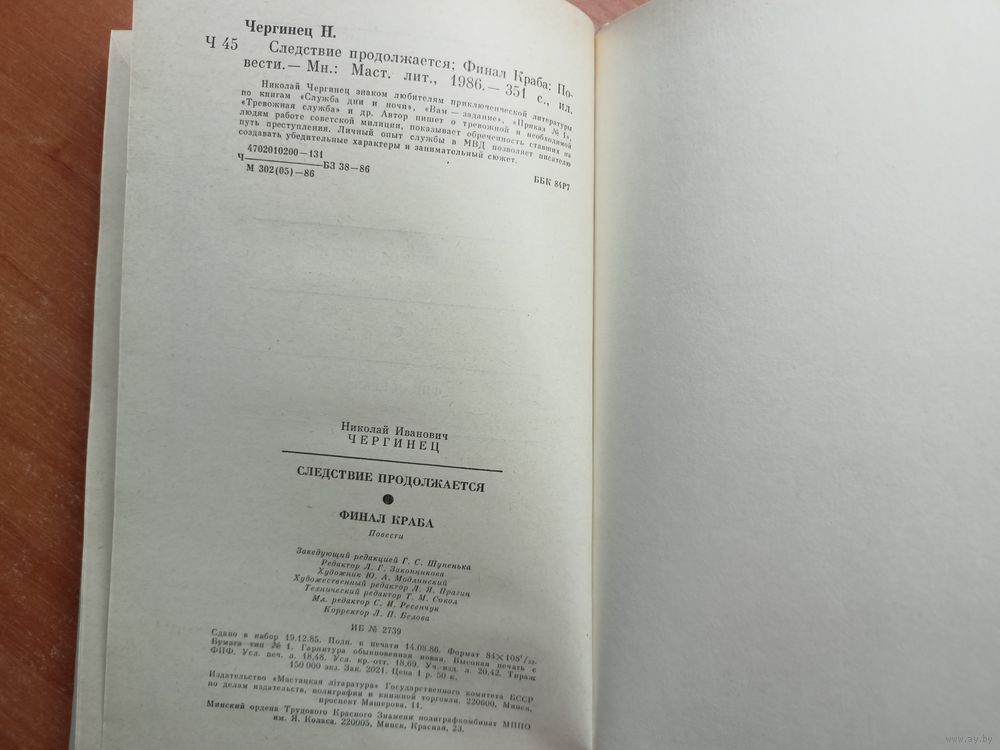 Чергинец Н.
Ч 45 Следствие продолжается; Финал Краба: По-
вести.— Мн.: Маст. лит., 1986.— 351 с., ил.
Николай Чергинец знаком любителям приключенческой литературы
по книгам «Служба дни и ночи», «Вам — задание», «Приказ № 1»,
«Тревожная служба» и др. Автор пишет о тревожной и необходимой
людям работе советской милиции, показывает обреченность ставших на
путь преступления. Личный опыт службы в МВД позволяет писателю
создавать убедительные характеры и занимательный сюжет.
4702010200—131
Ч БЗ 38—86
М 302(05)—86
ББК 84Р7
Николай Иванович
ЧЕРГИНЕЦ
СЛЕДСТВИЕ ПРОДОЛЖАЕТСЯ
ФИНАЛ КРАБА
Повести
Заведующий редакцией Г. С. Шупенька
Редактор Л. Г. Законникова
Художник Ю. А. Модлинский
Художественный редактор Л. Я. Прагин
Технический редактор Т. М. Сокол
Мл. редактор С. И. Ресенчук
Корректор Л. П. Белова
ИБ № 2739
Сдано в набор 19.12.85. Подп. к печати 14.08.86. Формат 84×108¹/₃₂.
Бумага тип № 1. Гарнитура обыкновенная новая. Высокая печать с
ФПФ. Усл. печ. л. 18,48. Усл. кр.-отт. 18,69. Уч.-изд. л. 20,42. Тираж
150 000 экз. Зак. 2021. Цена 1 р. 50 к.
Издательство «Мастацкая літаратура» Государственного комитета БССР
по делам издательств, полиграфии и книжной торговли. 220600, Минск,
проспект Машерова, 11.
Минский ордена Трудового Красного Знамени полиграфкомбинат МППО
им. Я. Коласа. 220005, Минск, Красная, 23.
www.ay.by